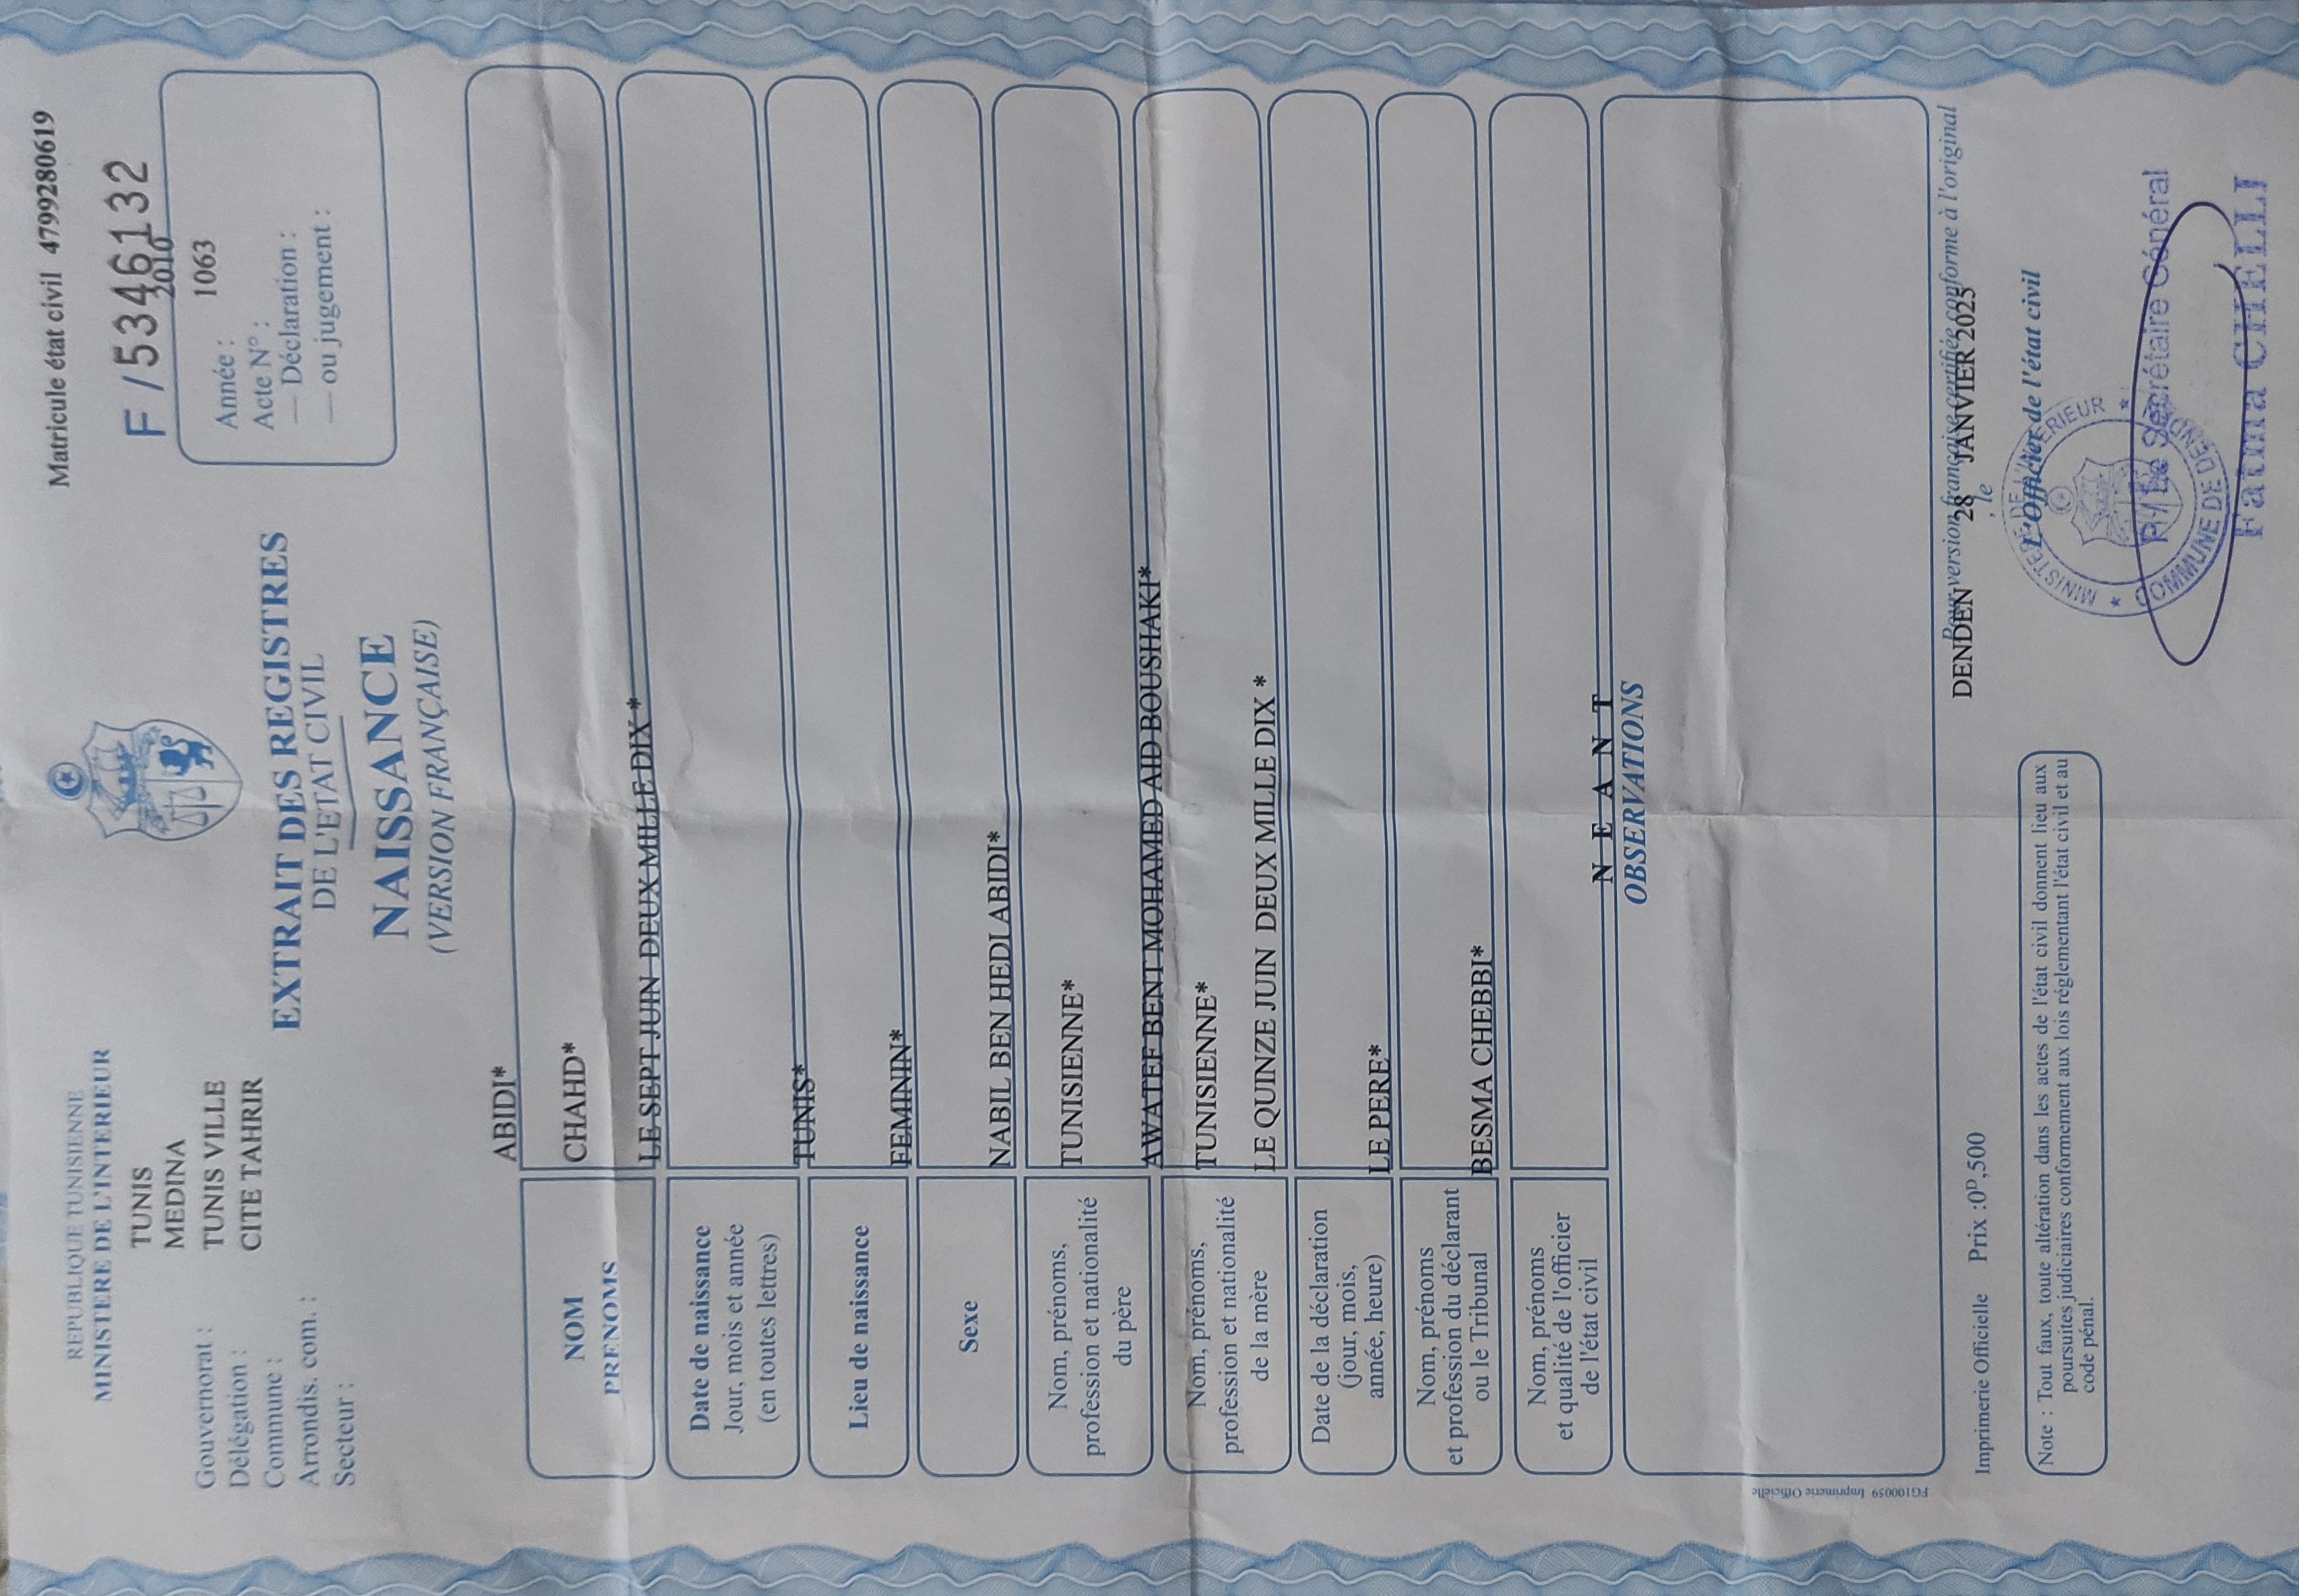 Matricule état civil 4799280619
REPUBLIQUE TUNISIENNE
MINISTERE DE L'INTERIEUR
F /53461132
2010
TUNIS
MEDINA
TUNIS VILLE
CITE TAHRIR
Gouvernorat :
Délégation :
Commune :
Arrondis. com. :
Secteur :
Année :
1063
Acte N° :
— Déclaration :
— ou jugement :
EXTRAIT DES REGISTRES
DE L'ETAT CIVIL
NAISSANCE
(VERSION FRANÇAISE)
ABIDI*
NOM
CHAHD*
PRENOMS
LE SEPT JUIN DEUX MILLE DIX *
Date de naissance
Jour, mois et année
(en toutes lettres)
TUNIS*
Lieu de naissance
FEMININ*
Sexe
NABIL BEN HEDI ABIDI*
Nom, prénoms,
profession et nationalité
du père
TUNISIENNE*
AWATEF BENT MOHAMED AID BOUSHAKI*
Nom, prénoms,
profession et nationalité
de la mère
TUNISIENNE*
LE QUINZE JUIN DEUX MILLE DIX *
Date de la déclaration
(jour, mois,
année, heure)
LE PERE*
Nom, prénoms
et profession du déclarant
ou le Tribunal
BESMA CHEBBI*
Nom, prénoms
et qualité de l'officier
de l'état civil
N E A N T
OBSERVATIONS
FG100059 Imprimerie Officielle
Pour version française certifiée conforme à l'original
DENDEN 28 JANVIER 2025
, le
Imprimerie Officielle Prix :0ᴰ,500
L'Officier de l'état civil
MINISTERE DE L'INTERIEUR
COMMUNE DE DENDEN
P/ Le Secrétaire Général
Fatma CHELLI
Note : Tout faux, toute altération dans les actes de l'état civil donnent lieu aux
poursuites judiciaires conformement aux lois réglementant l'état civil et au
code pénal.